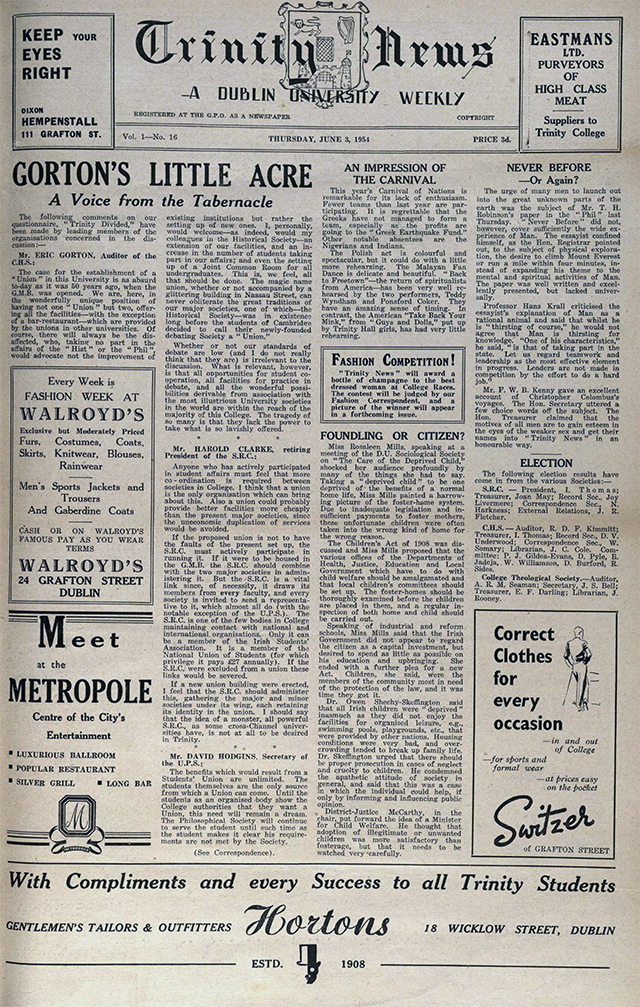 KEEP YOUR
EYES
RIGHT
DIXON
HEMPENSTALL
111 GRAFTON ST.
Trinity News
—A DUBLIN UNIVERSITY WEEKLY
REGISTERED AT THE G.P.O. AS A NEWSPAPER
COPYRIGHT
EASTMANS
LTD.
PURVEYORS
OF
HIGH CLASS
MEAT
Suppliers to
Trinity College
Vol. 1—No. 16
THURSDAY, JUNE 3, 1954
PRICE 3d.
GORTON'S LITTLE ACRE
A Voice from the Tabernacle
The following comments on our
questionnaire, "Trinity Divided," have
been made by leading members of the
organisations concerned in the dis-
cussion:—
Mr. ERIC GORTON, Auditor of the
C.H.S.:
The case for the establishment of a
"Union" in this University is as absurd
to-day as it was 50 years ago, when the
G.M.B. was opened. We are, here, in
the wonderfully unique position of
having not one "Union" but two, offer-
ing all the facilities—with the exception
of a bar-restaurant—which are provided
by the unions in other universities. Of
course, there will always be the dis-
affected, who, taking no part in the
affairs of the "Hist" or the "Phil",
would advocate not the improvement of
Every Week is
FASHION WEEK AT
WALROYD'S
Exclusive but Moderately Priced
Furs, Costumes, Coats,
Skirts, Knitwear, Blouses,
Rainwear
Men's Sports Jackets and
Trousers
And Gaberdine Coats
CASH OR ON WALROYD'S
FAMOUS PAY AS YOU WEAR
TERMS
WALROYD'S
24 GRAFTON STREET
DUBLIN
Meet
at the
METROPOLE
Centre of the City's
Entertainment
LUXURIOUS BALLROOM
POPULAR RESTAURANT
SILVER GRILL LONG BAR
M
METROPOLE
existing institutions but rather the
setting up of new ones. I, personally,
would welcome—as indeed, would my
colleagues in the Historical Society—an
extension of our facilities, and an in-
crease in the number of students taking
part in our affairs; and even the setting
up of a Joint Common Room for all
undergraduates. This is, we feel, all
that should be done. The magic name
union, whether or not accompanied by a
glittering building in Nassau Street, can
never obliterate the great traditions of
our major societies, one of which—the
Historical Society—was in existence
long before the students of Cambridge
decided to call their newly-founded
Debating Society a "Union."
Whether or not our standards of
debate are low (and I do not really
think that they are) is irrelevant to the
discussion. What is relevant, however,
is that all opportunities for student co-
operation, all facilities for practice in
debate, and all the wonderful possi-
bilities derivable from association with
the most illustrious University societies
in the world are within the reach of the
majority of this College. The tragedy of
so many is that they lack the power to
take what is so lavishly offered.
Mr. HAROLD CLARKE, retiring
President of the S.R.C.:
Anyone who has actively participated
in student affairs must feel that more
co-ordination is required between
societies in College. I think that a union
is the only organisation which can bring
about this. Also a union could probably
provide better facilities more cheaply
than the present major societies, since
the uneconomic duplication of services
would be avoided.
If the proposed union is not to have
the faults of the present set up, the
S.R.C. must actively participate in
running it. If it were to be housed in
the G.M.B. the S.R.C. should combine
with the two major societies in admin-
istering it. But the S.R.C. is a vital
link since, of necessity, it draws its
members from every faculty, and every
society is invited to send a representa-
tive to it, which almost all do (with the
notable exception of the U.P.S.). The
S.R.C. is one of the few bodies in College
maintaining contact with national and
international organisations. Only it can
be a member of the Irish Students'
Association. It is a member of the
National Union of Students (for which
privilege it pays £27 annually). If the
S.R.C. were excluded from a union these
links would be severed.
If a new union building were erected,
I feel that the S.R.C. should administer
this, gathering the major and minor
societies under its wing, each retaining
its identity in the union. I should say
that the idea of a monster, all powerful
S.R.C., as some cross-Channel univer-
sities have, is not at all to be desired
in Trinity.
Mr. DAVID HODGINS, Secretary of
the U.P.S.:
The benefits which would result from a
Students' Union are unlimited. The
students themselves are the only source
from which a Union can come. Until the
students as an organised body show the
College authorities that they want a
Union, this need will remain a dream.
The Philosophical Society will continue
to serve the student until such time as
the student makes it clear his require-
ments are not met by the Society.
(See Correspondence).
AN IMPRESSION OF
THE CARNIVAL
This year's Carnival of Nations is
remarkable for its lack of enthusiasm.
Fewer teams than last year are par-
ticipating. It is regrettable that the
Greeks have not managed to form a
team, especially as the profits are
going to the "Greek Earthquake Fund."
Other notable absentees are the
Nigerians and Indians.
The Polish act is colourful and
spectacular, but it could do with a little
more rehearsing. The Malayan Fan
Dance is delicate and beautiful. "Back
to Freetown"—the return of spiritualism
from America—has been very well re-
hearsed by the two performers, Teddy
Wyndham and Ponsford Coker. They
have an amazing sense of timing. In
contrast, the American "Take Back Your
Mink," from "Guys and Dolls," put up
by Trinity Hall girls, has had very little
rehearsing.
Fashion Competition!
"Trinity News" will award a
bottle of champagne to the best
dressed woman at College Races.
The contest will be judged by our
Fashion Correspondent, and a
picture of the winner will appear
in a forthcoming issue.
FOUNDLING OR CITIZEN?
Miss Rosaleen Mills, speaking at a
meeting of the D.U. Sociological Society
on "The Care of the Deprived Child,"
shocked her audience profoundly by
many of the things she had to say.
Taking a "deprived child" to be one
deprived of the benefits of a normal
home life, Miss Mills painted a harrow-
ing picture of the foster-home system.
Due to inadequate legislation and in-
sufficient payments to foster mothers,
these unfortunate children were often
taken into the wrong kind of home for
the wrong reason.
The Children's Act of 1908 was dis-
cussed and Miss Mills proposed that the
various offices of the Departments of
Health, Justice, Education and Local
Government which have to do with
child welfare should be amalgamated and
that local children's committees should
be set up. The foster-homes should be
thoroughly examined before the children
are placed in them, and a regular in-
spection of both home and child should
be carried out.
Speaking of industrial and reform
schools, Miss Mills said that the Irish
Government did not appear to regard
the citizen as a capital investment, but
desired to spend as little as possible on
his education and upbringing. She
ended with a further plea for a new
Act. Children, she said, were the
members of the community most in need
of the protection of the law, and it was
time they got it.
Dr. Owen Sheehy-Skeffington said
that all Irish children were "deprived"
inasmuch as they did not enjoy the
facilities for organised leisure, e.g.,
swimming pools, playgrounds, etc., that
were provided by other nations. Housing
conditions were very bad, and over-
crowding tended to break up family life.
Dr. Skeffington urged that there should
be proper prosecution in cases of neglect
and cruelty to children. He condemned
the apathetic attitude of society in
general, and said that this was a case
in which the individual could help, if
only by informing and influencing public
opinion.
District-Justice McCarthy, in the
chair, put forward the idea of a Minister
for Child Welfare. He thought that
adoption of illegitimate or unwanted
children was more satisfactory than
fosterage, but that it needs to be
watched very carefully.
NEVER BEFORE
—Or Again?
The urge of many men to launch out
into the great unknown parts of the
earth was the subject of Mr. T. H.
Robinson's paper in the "Phil" last
Thursday. "Never Before" did not,
however, cover sufficiently the wide ex-
perience of Man. The essayist confined
himself, as the Hon. Registrar pointed
out, to the subject of physical explora-
tion, the desire to climb Mount Everest
or run a mile within four minutes, in-
stead of expanding his theme to the
mental and spiritual activities of Man.
The paper was well written and excel-
lently presented, but lacked univer-
sality.
Professor Hans Krall criticised the
essayist's explanation of Man as a
rational animal and said that whilst he
is "thirsting of course," he would not
agree that Man is thirsting for
knowledge. "One of his characteristics,"
he said, "is that of taking part in the
state. Let us regard teamwork and
leadership as the most effective element
in progress. Leaders are not made in
competition by the effort to do a hard
job."
Mr. F. W. B. Kenny gave an excellent
account of Christopher Columbus's
voyages. The Hon. Secretary uttered a
few choice words off the subject. The
Hon. Treasurer claimed that the
motives of all men are to gain esteem in
the eyes of the weaker sex and get their
names into "Trinity News" in an
honourable way.
ELECTION
The following election results have
come in from the various Societies:—
S.R.C. — President, I. Thomas;
Treasurer, Joan May; Record Sec., Joy
Livermere; Correspondence Sec., J.
Harkness; External Relations, J. R.
Fletcher.
C.H.S.—Auditor, R. D. F. Kimmitt;
Treasurer, I. Thomas; Record Sec., D. V.
Underwood; Correspondence Sec., W.
Somary; Librarian, J. C. Cole. Com-
mittee: P. J. Gildea-Evans, D. Pyle, B.
Jadeja, W. Williamson, D. Burford, R.
Sides.
College Theological Society—Auditor,
A. R. M. Seaman; Secretary, J. S. Bell;
Treasurer, E. F. Darling; Librarian, J.
Rooney.
Correct
Clothes
for
every
occasion
—in and out
of College
—for sports and
formal wear
—at prices easy
on the pocket
Switzer
of GRAFTON STREET
With Compliments and every Success to all Trinity Students
GENTLEMEN'S TAILORS & OUTFITTERS Hortons 18 WICKLOW STREET, DUBLIN
ESTD. 1908